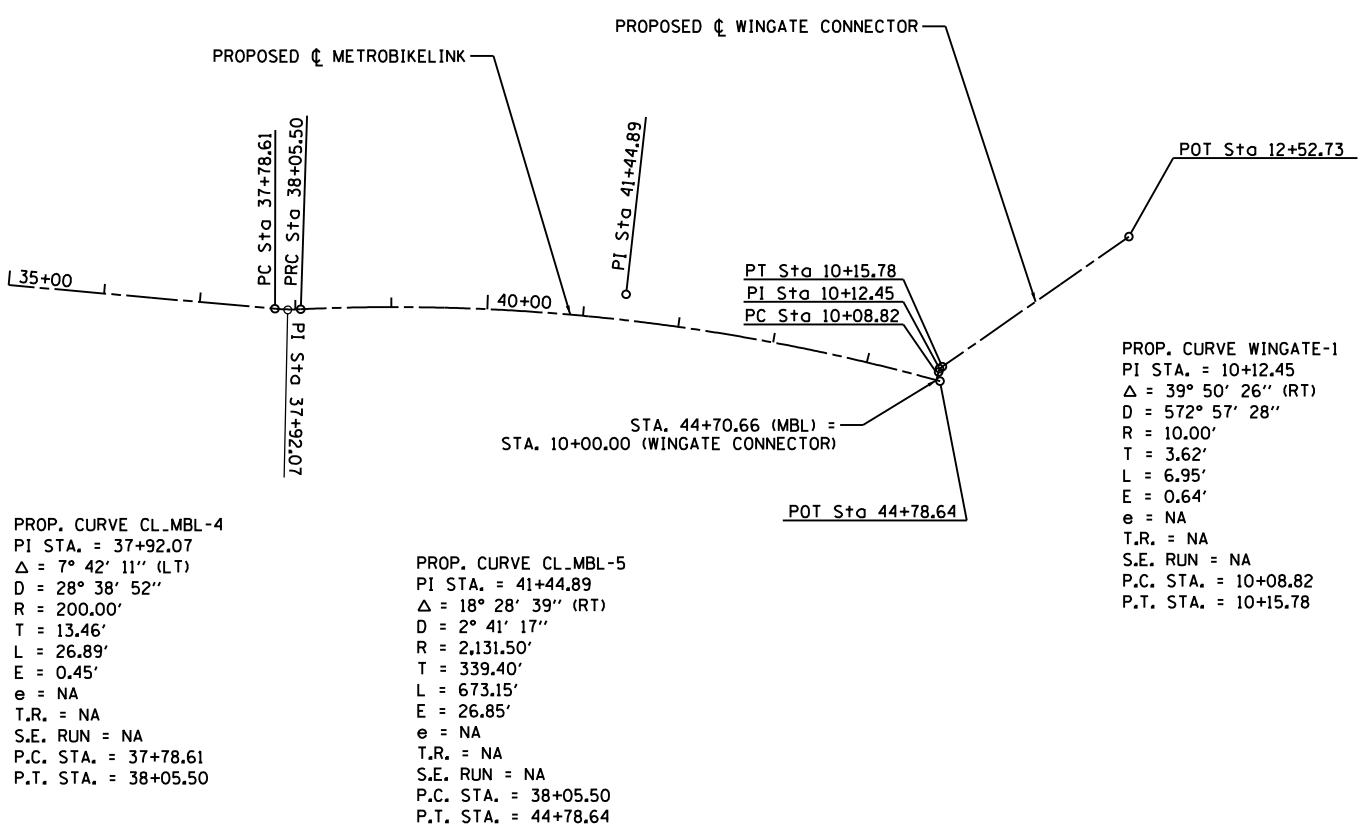 PROPOSED ℄ WINGATE CONNECTOR
PROPOSED ℄ METROBIKELINK
PC Sta 37+78.61
PRC Sta 38+05.50
PI Sta 41+44.89
POT Sta 12+52.73
35+00
40+00
PT Sta 10+15.78
PI Sta 10+12.45
PC Sta 10+08.82
PI Sta 37+92.07
STA. 44+70.66 (MBL) =
STA. 10+00.00 (WINGATE CONNECTOR)
POT Sta 44+78.64
PROP. CURVE WINGATE-1
PI STA. = 10+12.45
Δ = 39° 50' 26'' (RT)
D = 572° 57' 28''
R = 10.00'
T = 3.62'
L = 6.95'
E = 0.64'
e = NA
T.R. = NA
S.E. RUN = NA
P.C. STA. = 10+08.82
P.T. STA. = 10+15.78
PROP. CURVE CL_MBL-4
PI STA. = 37+92.07
Δ = 7° 42' 11'' (LT)
D = 28° 38' 52''
R = 200.00'
T = 13.46'
L = 26.89'
E = 0.45'
e = NA
T.R. = NA
S.E. RUN = NA
P.C. STA. = 37+78.61
P.T. STA. = 38+05.50
PROP. CURVE CL_MBL-5
PI STA. = 41+44.89
Δ = 18° 28' 39'' (RT)
D = 2° 41' 17''
R = 2,131.50'
T = 339.40'
L = 673.15'
E = 26.85'
e = NA
T.R. = NA
S.E. RUN = NA
P.C. STA. = 38+05.50
P.T. STA. = 44+78.64